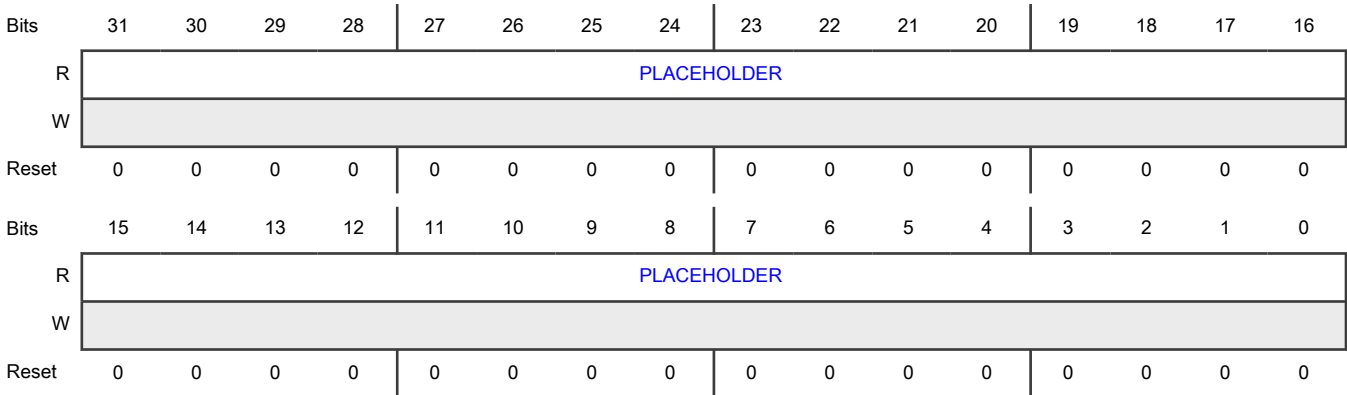 Bits 31 30 29 28 27 26 25 24 23 22 21 20 19 18 17 16
R PLACEHOLDER
W
Reset 0 0 0 0 0 0 0 0 0 0 0 0 0 0 0 0
Bits 15 14 13 12 11 10 9 8 7 6 5 4 3 2 1 0
R PLACEHOLDER
W
Reset 0 0 0 0 0 0 0 0 0 0 0 0 0 0 0 0